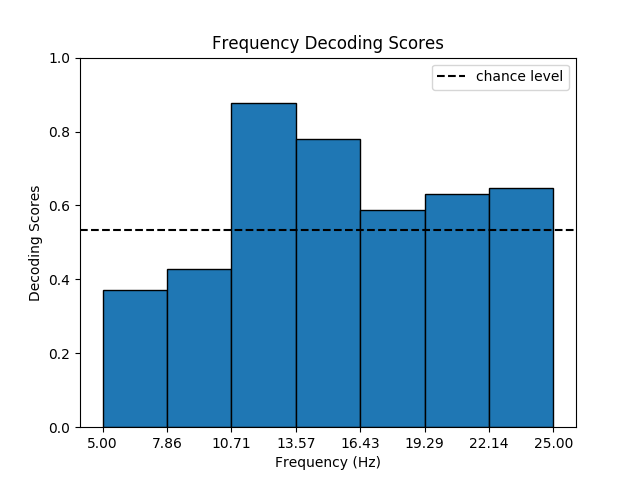 Frequency Decoding Scores
1.0
chance level
0.8
0.6
0.4
0.2
0.0
Decoding Scores
5.00 7.86 10.71 13.57 16.43 19.29 22.14 25.00
Frequency (Hz)